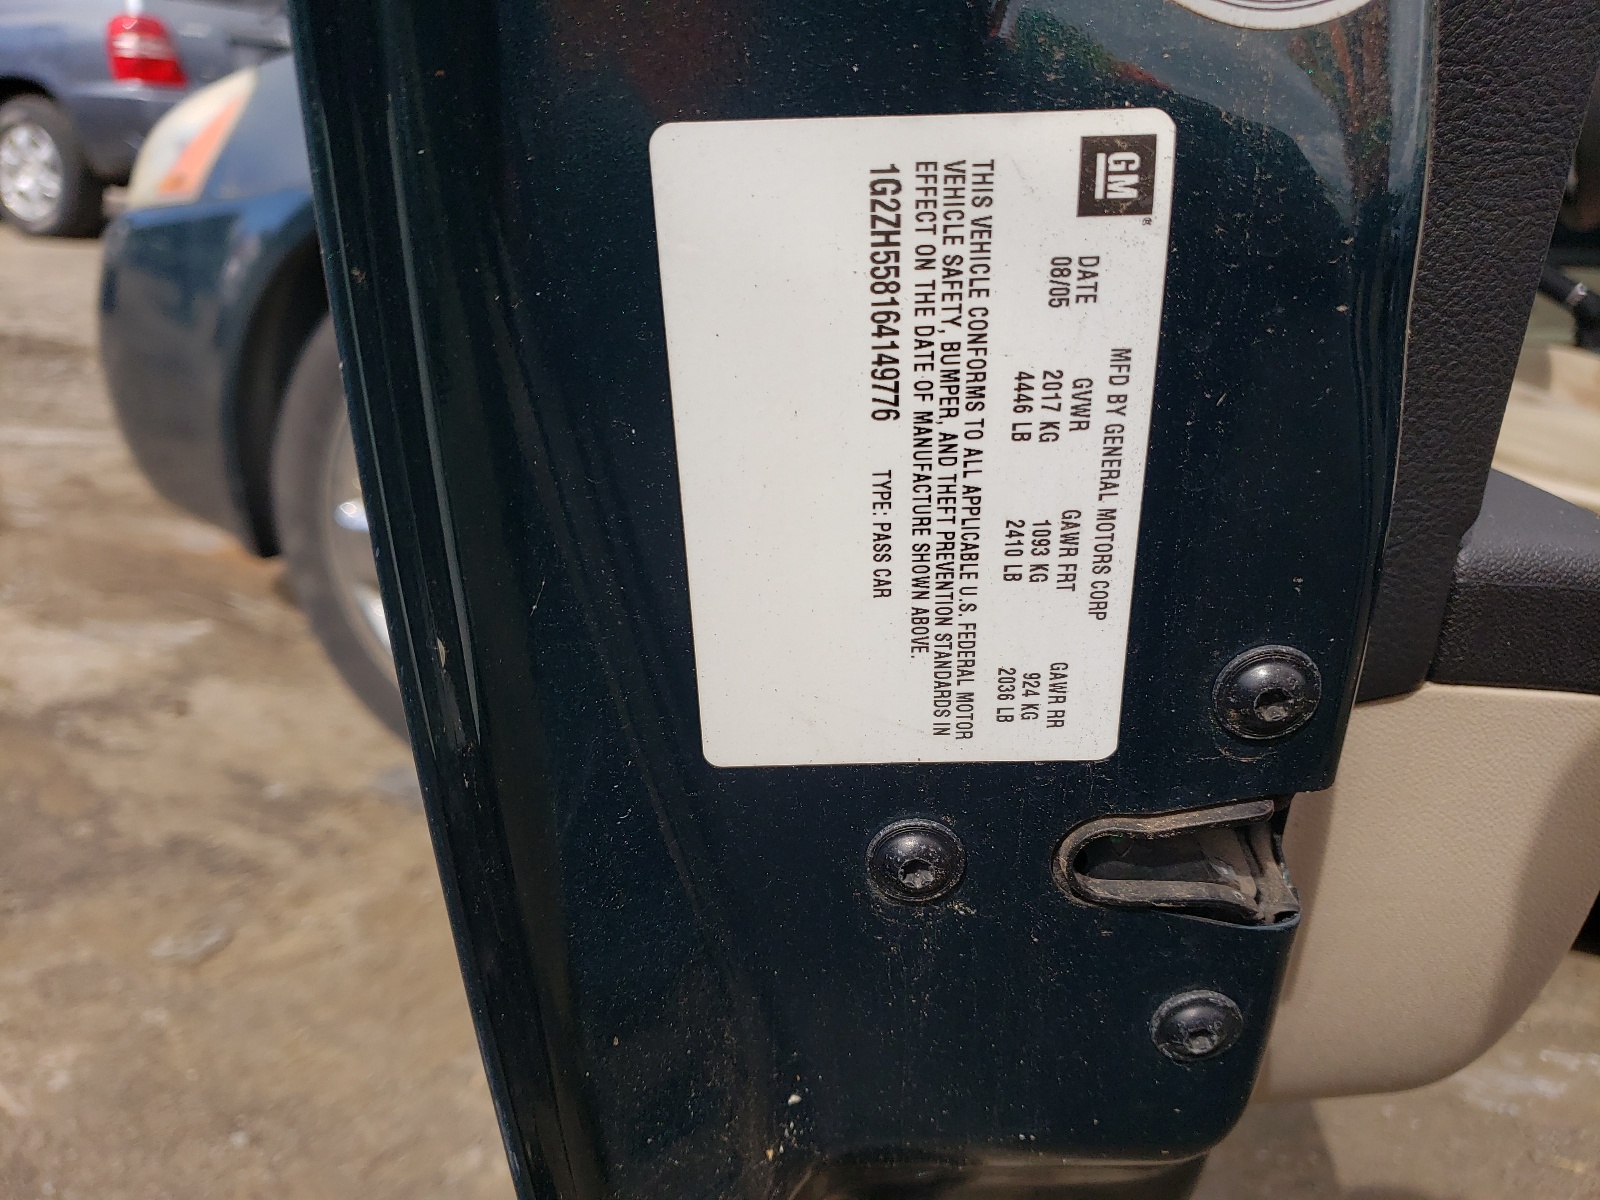 GM®
MFD BY GENERAL MOTORS CORP
DATE GVWR GAWR FRT GAWR RR
08/05 2017 KG 1093 KG 924 KG
4446 LB 2410 LB 2036 LB
THIS VEHICLE CONFORMS TO ALL APPLICABLE U.S. FEDERAL MOTOR
VEHICLE SAFETY, BUMPER, AND THEFT PREVENTION STANDARDS IN
EFFECT ON THE DATE OF MANUFACTURE SHOWN ABOVE.
1G2ZH558164149776 TYPE: PASS CAR